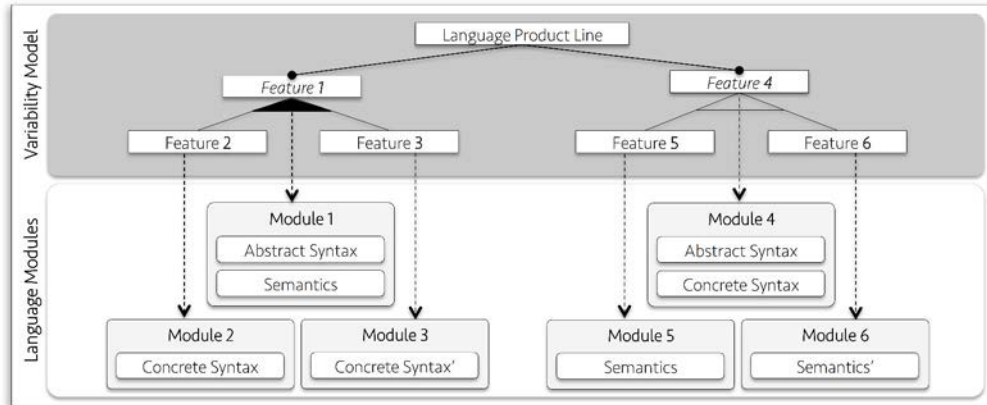 Variability Model
Language Product Line
Feature 1
Feature 4
Feature 2
Feature 3
Feature 5
Feature 6
Language Modules
Module 1
Abstract Syntax
Semantics
Module 4
Abstract Syntax
Concrete Syntax
Module 2
Concrete Syntax
Module 3
Concrete Syntax'
Module 5
Semantics
Module 6
Semantics'